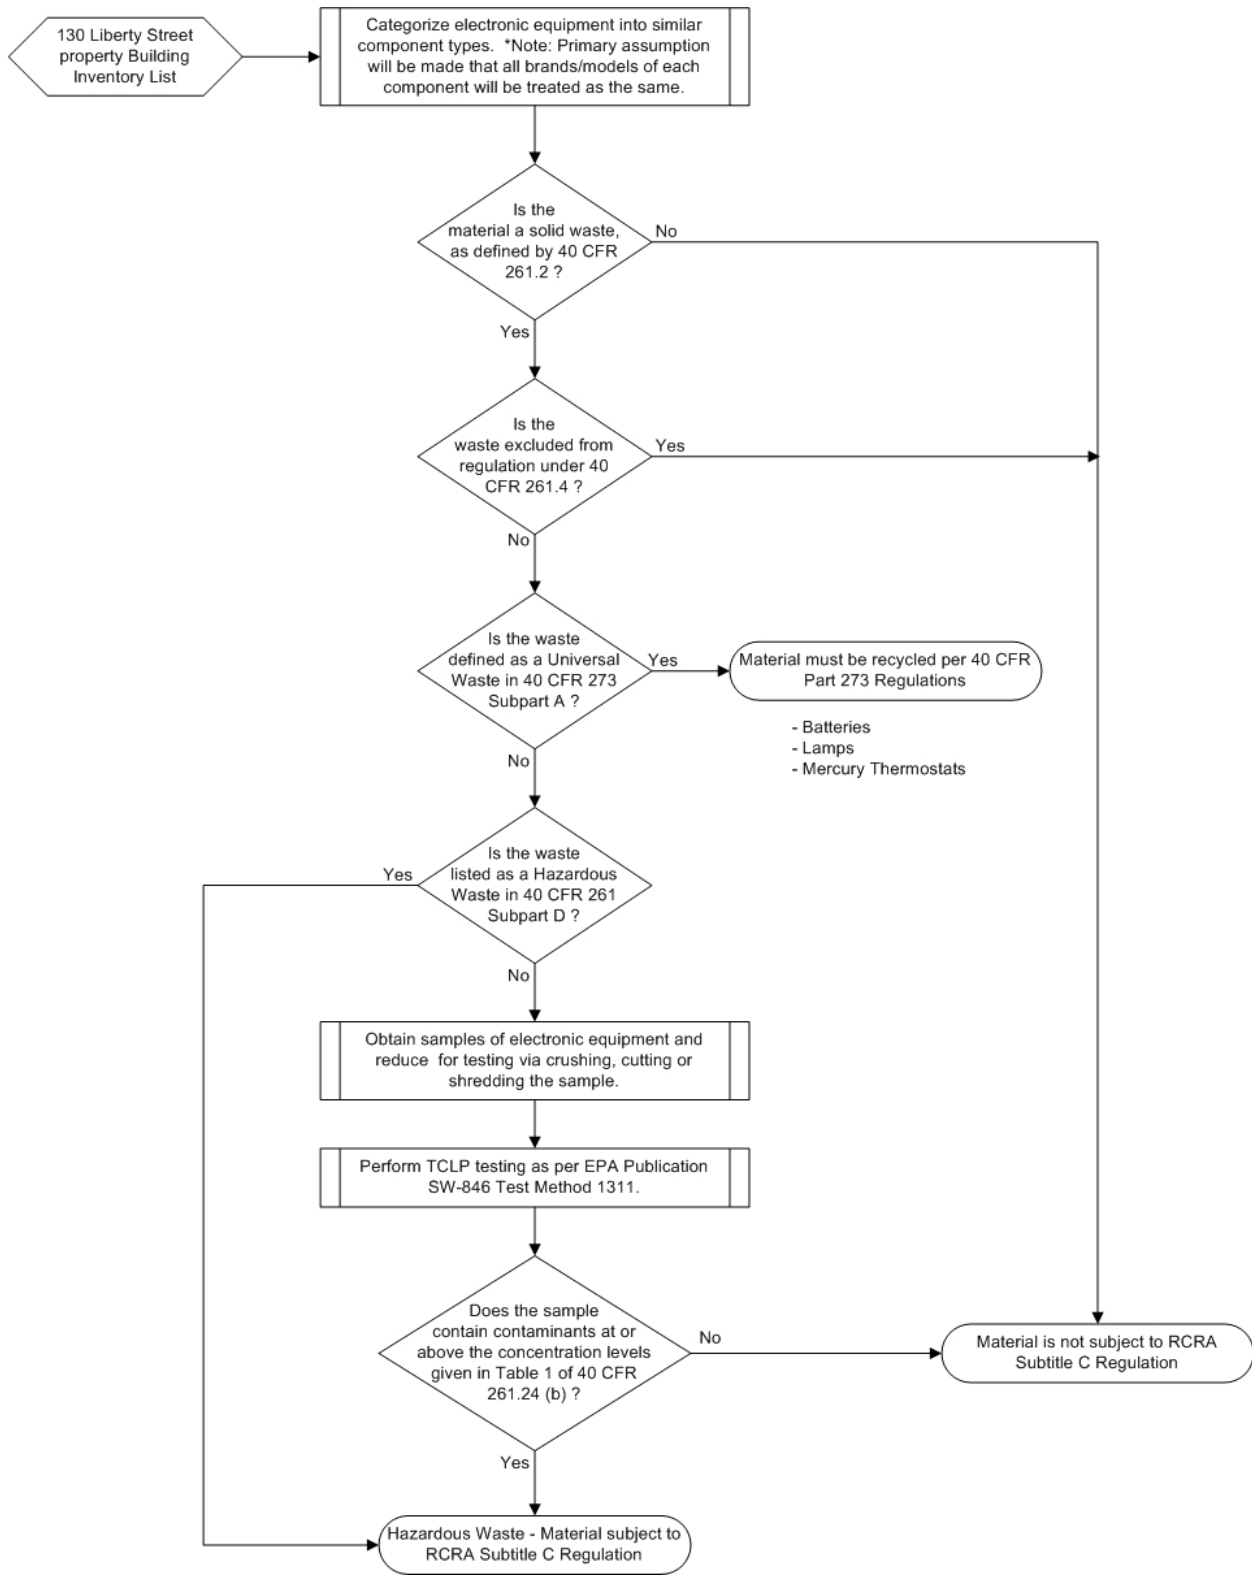 130 Liberty Street
property Building
Inventory List
Categorize electronic equipment into similar
component types.  *Note: Primary assumption
will be made that all brands/models of each
component will be treated as the same.
Is the
material a solid waste,
as defined by 40 CFR
261.2 ?
No
Yes
Is the
waste excluded from
regulation under 40
CFR 261.4 ?
Yes
No
Is the waste
defined as a Universal
Waste in 40 CFR 273
Subpart A ?
Yes
Material must be recycled per 40 CFR
Part 273 Regulations
- Batteries
- Lamps
- Mercury Thermostats
No
Is the waste
listed as a Hazardous
Waste in 40 CFR 261
Subpart D ?
Yes
No
Obtain samples of electronic equipment and
reduce  for testing via crushing, cutting or
shredding the sample.
Perform TCLP testing as per EPA Publication
SW-846 Test Method 1311.
Does the sample
contain contaminants at or
above the concentration levels
given in Table 1 of 40 CFR
261.24 (b) ?
No
Material is not subject to RCRA
Subtitle C Regulation
Yes
Hazardous Waste - Material subject to
RCRA Subtitle C Regulation